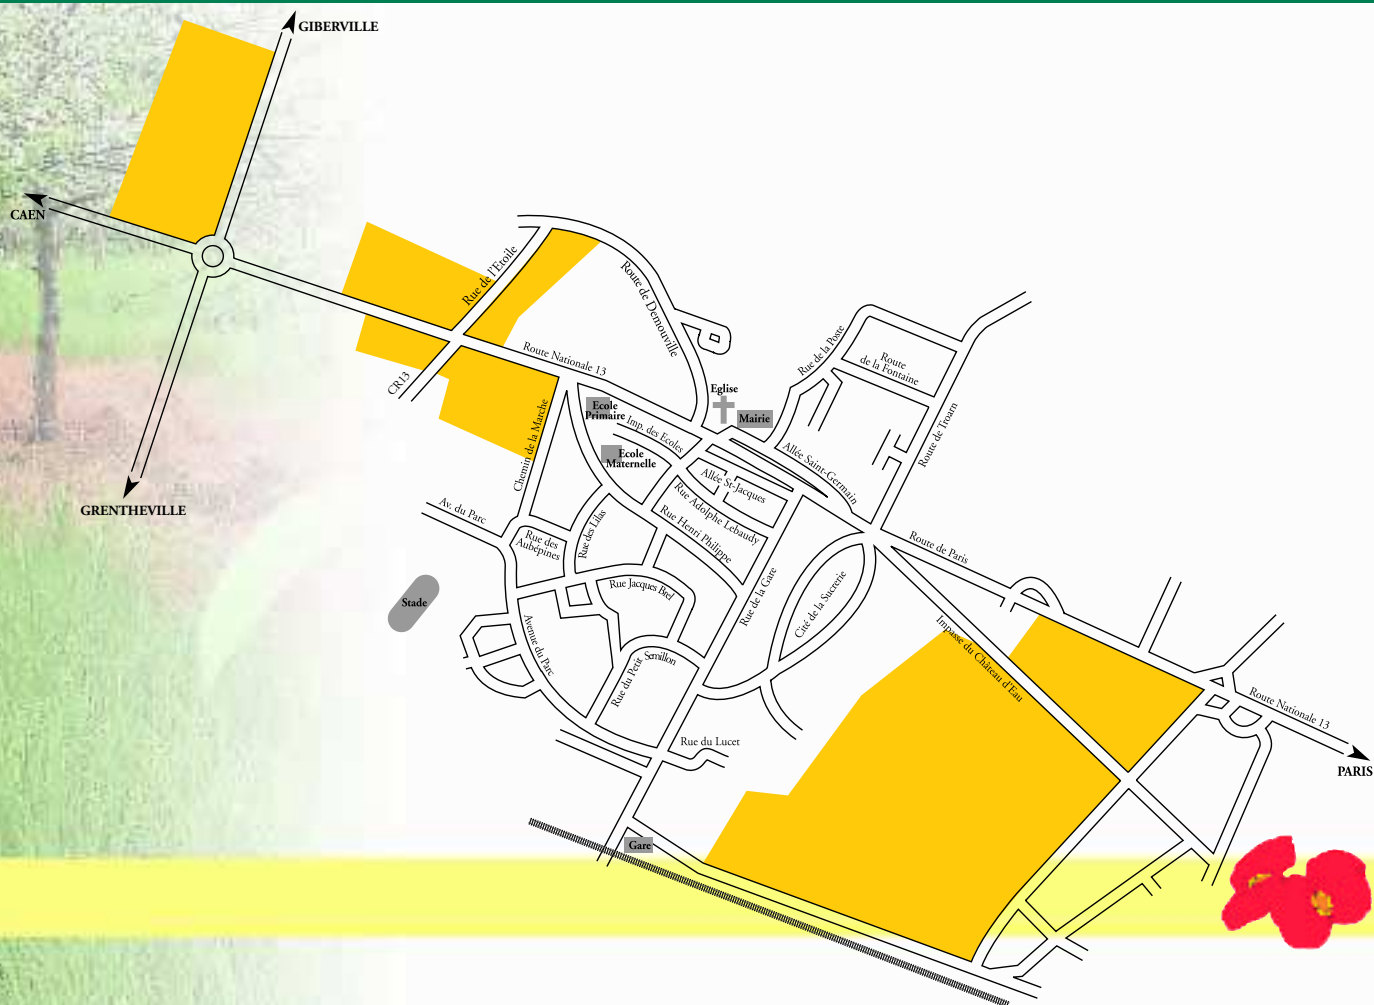 GIBERVILLE
CAEN
GRENTHEVILLE
Rue de l'Etoile
Route de Demouville
CR13
Route Nationale 13
Chemin de la Marche
Ecole
Primaire
Imp. des Ecoles
Ecole
Maternelle
Eglise
Mairie
Rue de la Poste
Route
de la Fontaine
Route de Troarn
Allée Saint-Germain
Allée St-Jacques
Rue Adolphe Lebaudy
Rue Henri Philippe
Av. du Parc
Rue des
Aubépines
Rue des Lilas
Rue Jacques Brel
Stade
Avenue du Parc
Rue du Petit Semillon
Rue de la Gare
Cité de la Sucrerie
Route de Paris
Impasse du Château d'Eau
Route Nationale 13
PARIS
Rue du Lucet
Gare